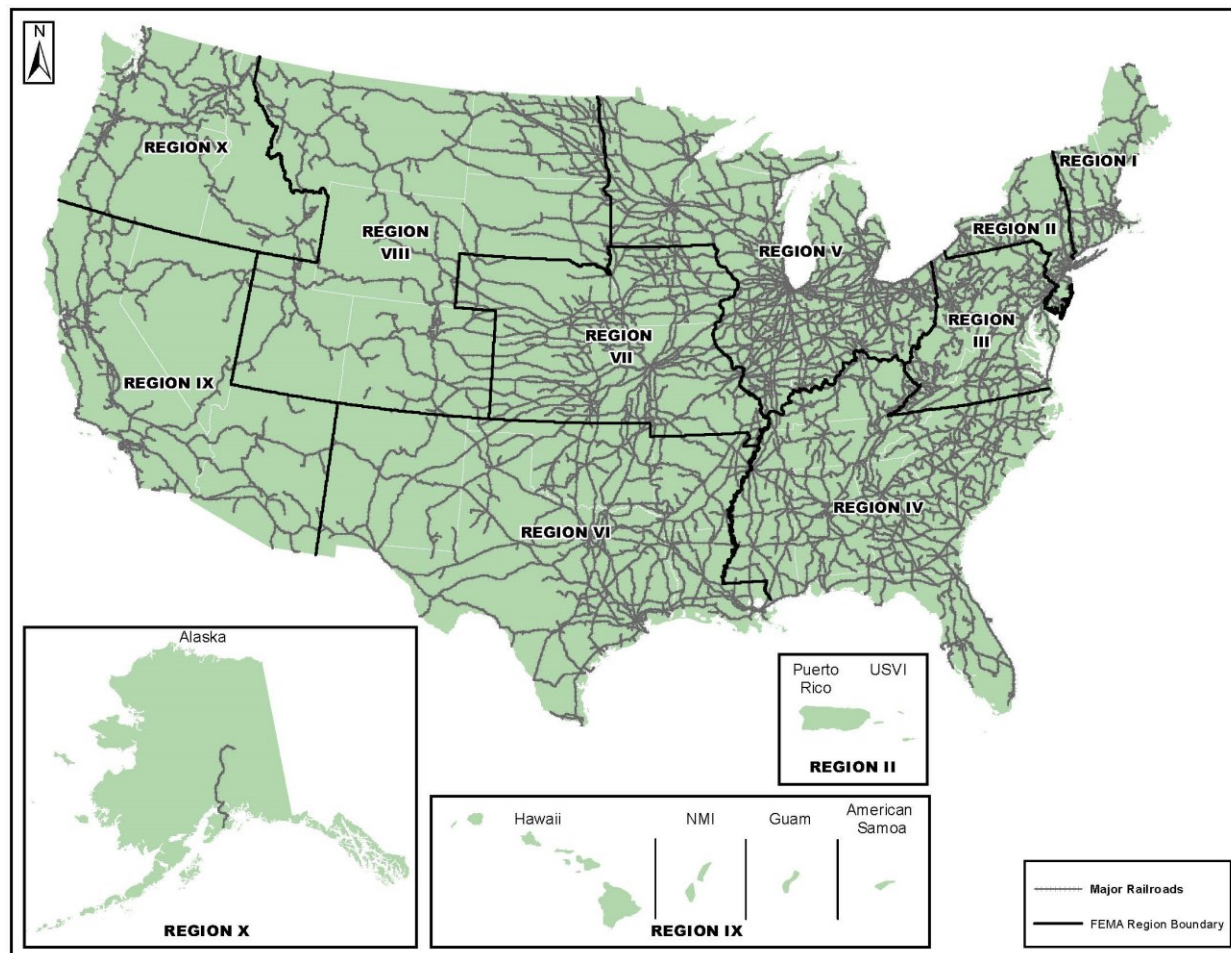 N
REGION X
REGION I
REGION II
REGION
VIII
REGION V
REGION
III
REGION
VII
REGION IX
REGION IV
REGION VI
Alaska
REGION X
Puerto
Rico
USVI
REGION II
Hawaii
NMI
Guam
American
Samoa
REGION IX
Major Railroads
FEMA Region Boundary